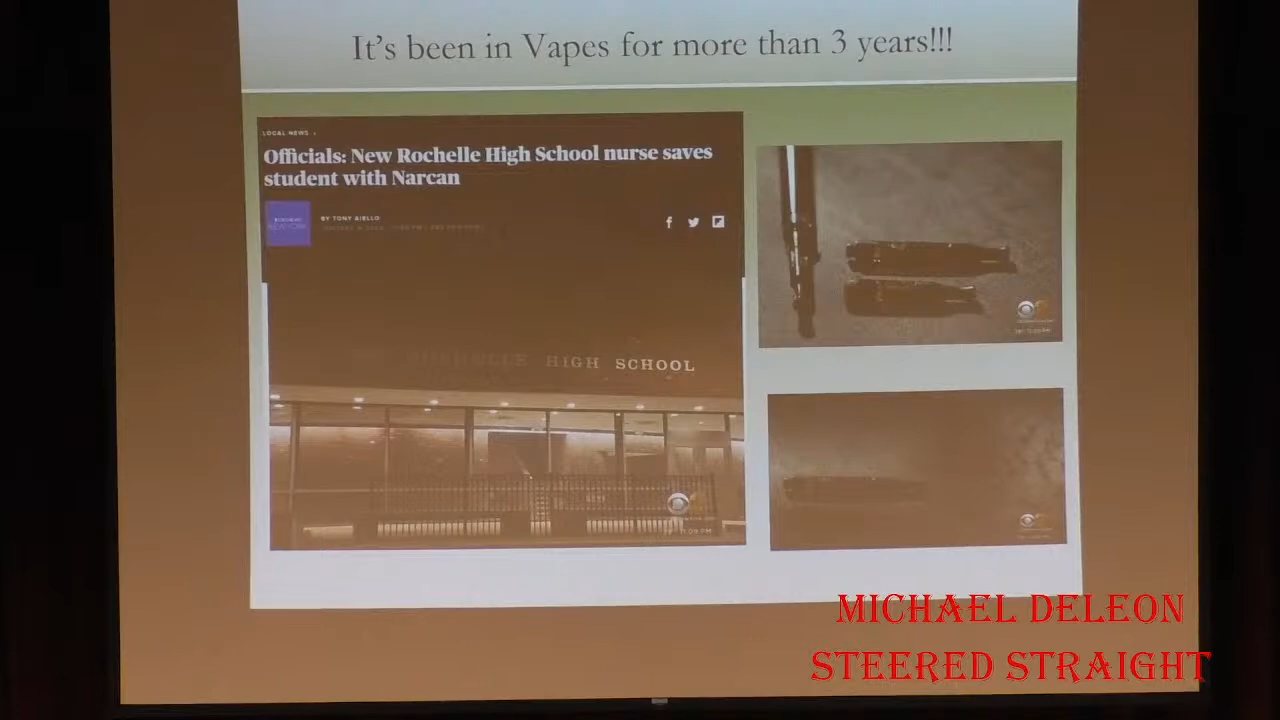 It's been in Vapes for more than 3 years!!!
LOCAL NEWS ›
Officials: New Rochelle High School nurse saves
student with Narcan
BY TONY AIELLO
HIGH SCHOOL
MICHAEL DELEON
STEERED STRAIGHT